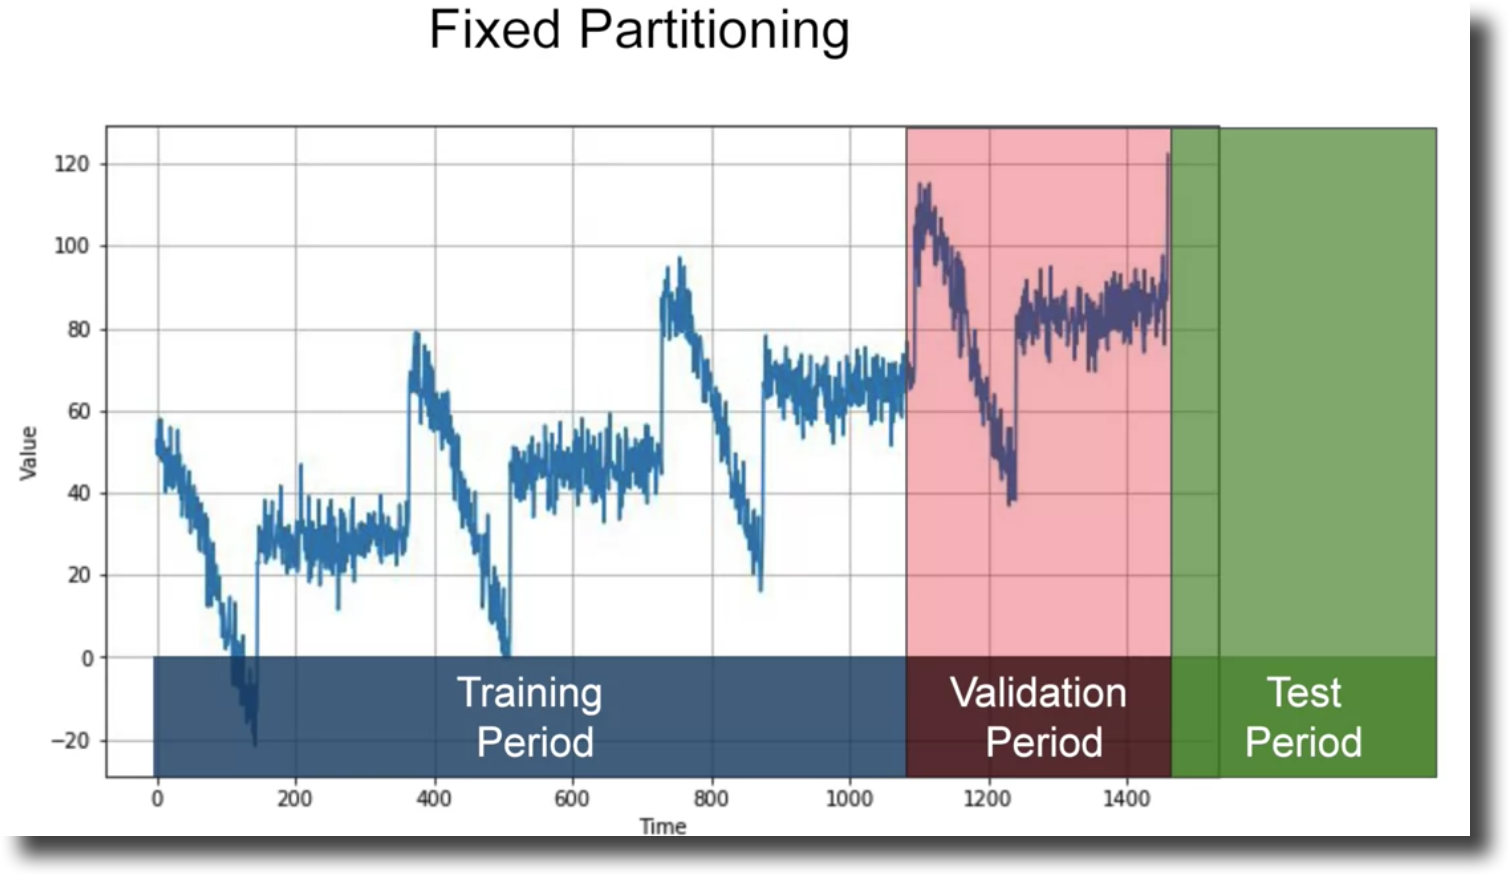 Fixed Partitioning
120
100
80
60
40
20
0
−20
Value
Training
Period
Validation
Period
Test
Period
0 200 400 600 800 1000 1200 1400
Time